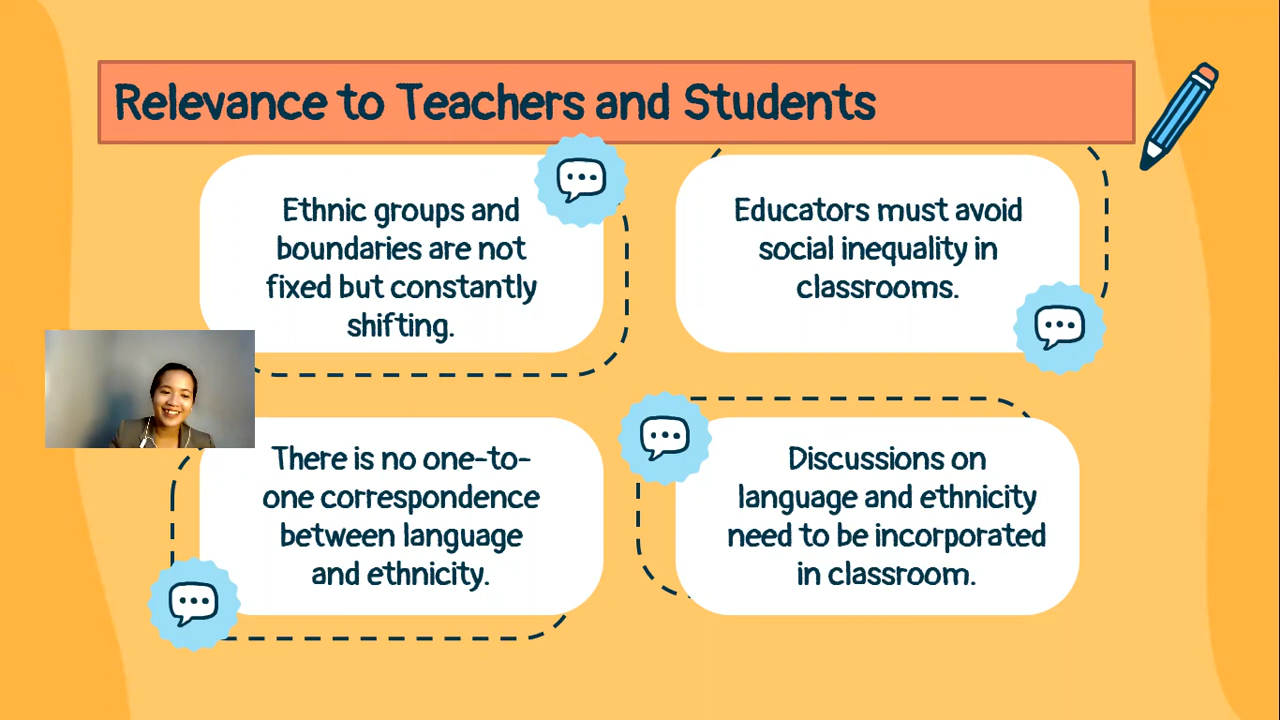 Relevance to Teachers and Students
Ethnic groups and
boundaries are not
fixed but constantly
shifting.
Educators must avoid
social inequality in
classrooms.
There is no one-to-
one correspondence
between language
and ethnicity.
Discussions on
language and ethnicity
need to be incorporated
in classroom.